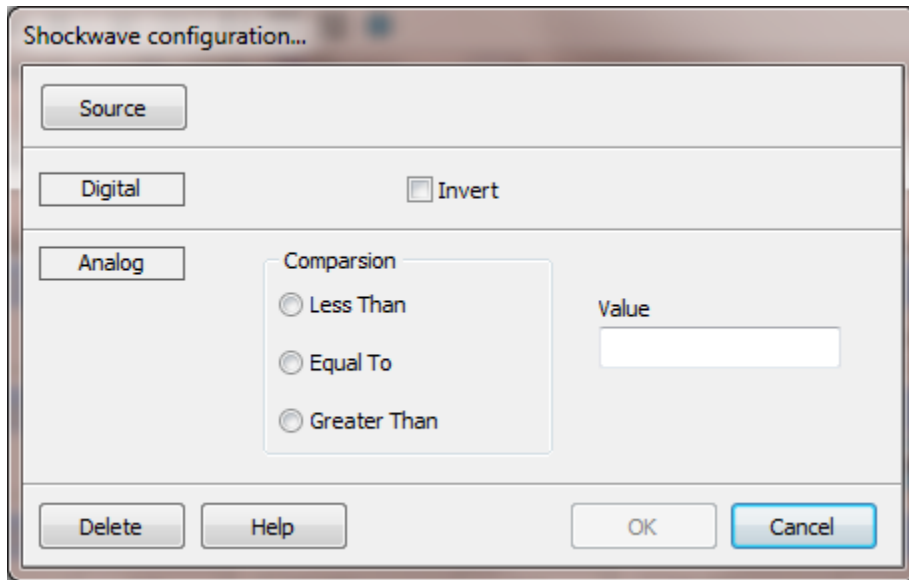 Shockwave configuration...
Source
Digital
Invert
Analog
Comparsion
Less Than
Value
Equal To
Greater Than
Delete
Help
OK
Cancel